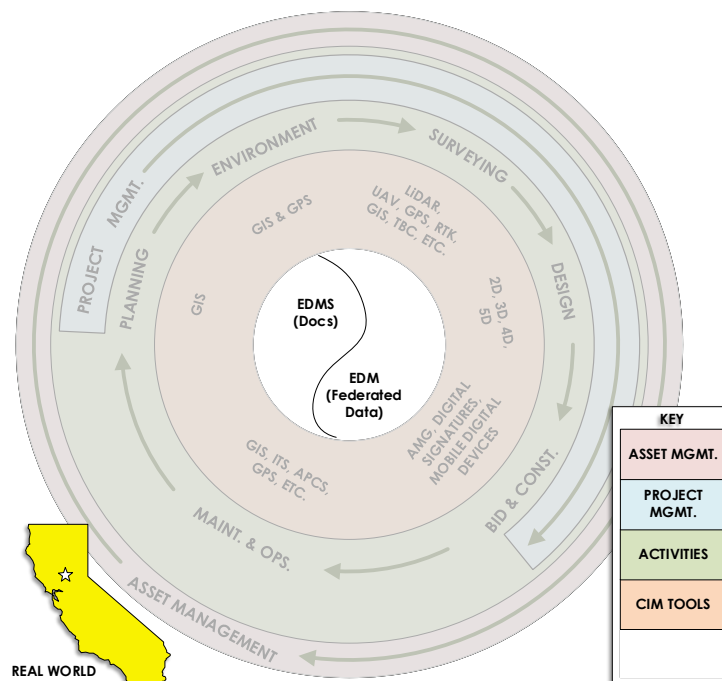 ENVIRONMENT
SURVEYING
DESIGN
BID & CONST.
MAINT. & OPS.
PLANNING
PROJECT MGMT.
ASSET MANAGEMENT
GIS & GPS
LiDAR,
UAV, GPS, RTK,
GIS, TBC, ETC.
2D, 3D, 4D,
5D
AMG, DIGITAL
SIGNATURES,
MOBILE DIGITAL
DEVICES
GIS, ITS, APCS,
GPS, ETC.
GIS
EDMS
(Docs)
EDM
(Federated
Data)
REAL WORLD
KEY
ASSET MGMT.
PROJECT
MGMT.
ACTIVITIES
CIM TOOLS